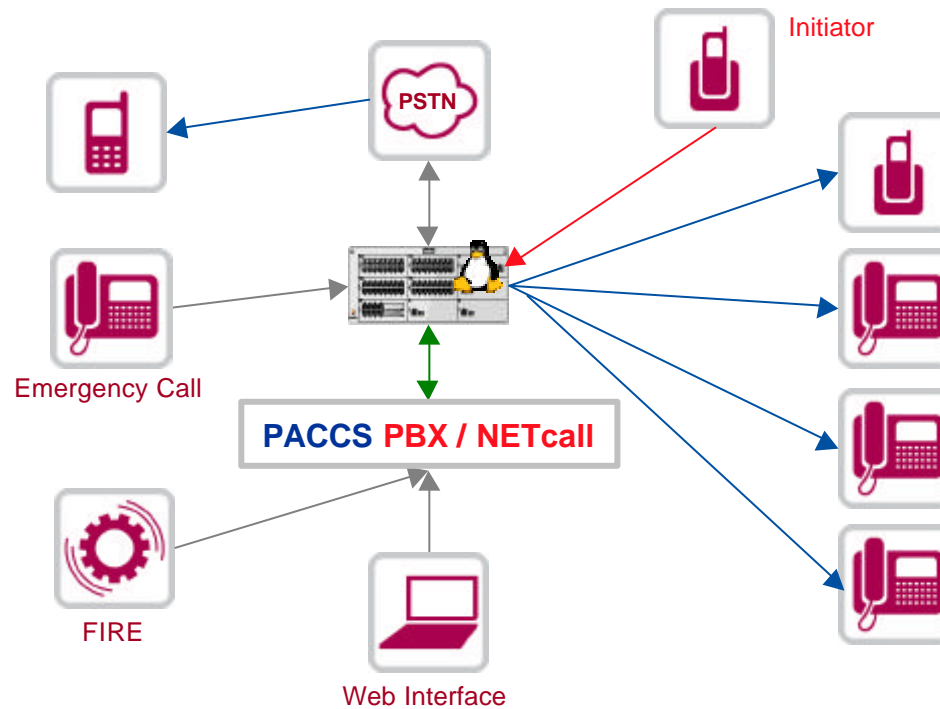 Initiator
PSTN
Emergency Call
PACCS PBX / NETcall
FIRE
Web Interface